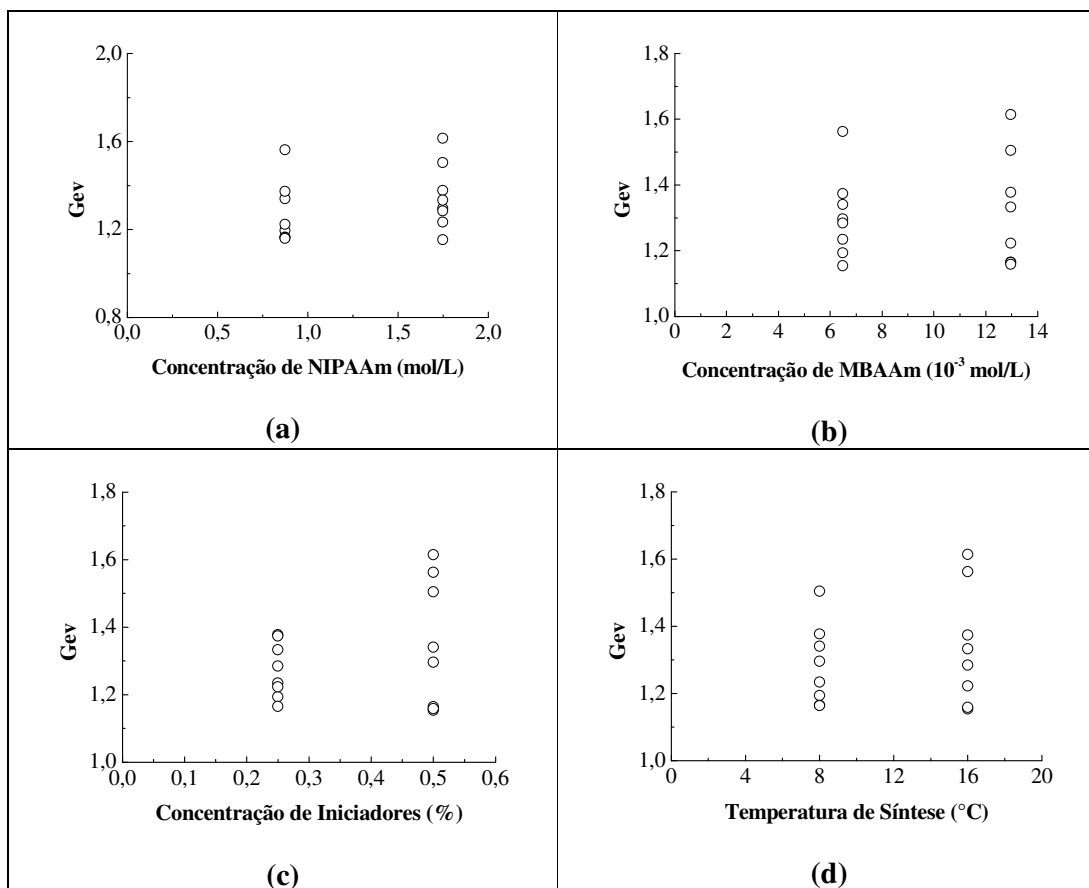 2,0
1,6
1,2
0,8
Gev
0,0 0,5 1,0 1,5 2,0
Concentração de NIPAAm (mol/L)
(a)
1,8
1,6
1,4
1,2
1,0
Gev
0 2 4 6 8 10 12 14
Concentração de MBAAm (10⁻³ mol/L)
(b)
1,8
1,6
1,4
1,2
1,0
Gev
0,0 0,1 0,2 0,3 0,4 0,5 0,6
Concentração de Iniciadores (%)
(c)
1,8
1,6
1,4
1,2
1,0
Gev
0 4 8 12 16 20
Temperatura de Síntese (°C)
(d)